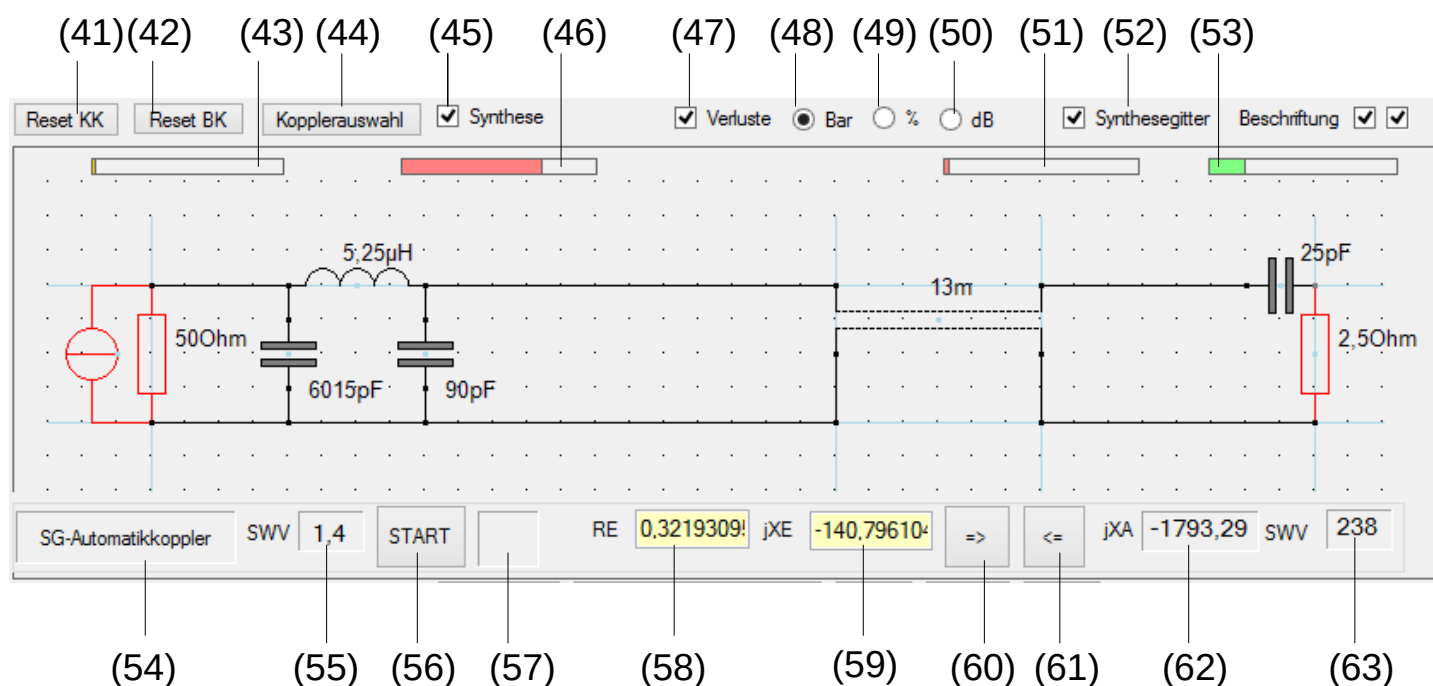 (41)(42) (43) (44) (45) (46) (47) (48) (49) (50) (51) (52) (53)
Reset KK Reset BK Kopplerauswahl Synthese Verluste Bar % dB Synthesegitter Beschriftung
5,25µH 25pF
13m
50Ohm 2,5Ohm
6015pF 90pF
SG-Automatikkoppler SWV 1,4 START RE 0,3219309 jXE -140,796104 => <= jXA -1793,29 SWV 238
(54) (55) (56) (57) (58) (59) (60) (61) (62) (63)